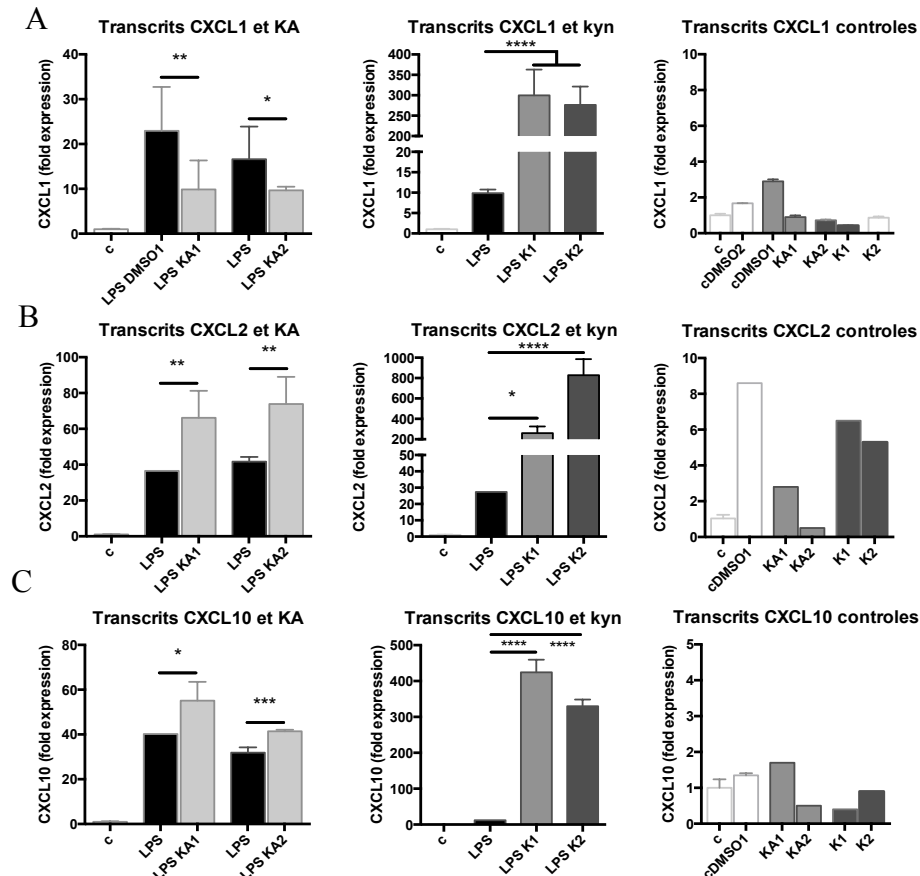 A
Transcrits CXCL1 et KA
CXCL1 (fold expression)
40
30
20
10
0
**
*
c
LPS DMSO1
LPS KA1
LPS
LPS KA2
Transcrits CXCL1 et kyn
CXCL1 (fold expression)
400
350
300
250
200
15
10
5
0
****
c
LPS
LPS K1
LPS K2
Transcrits CXCL1 controles
CXCL1 (fold expression)
10
8
6
4
2
0
c
cDMSO2
cDMSO1
KA1
KA2
K1
K2
B
Transcrits CXCL2 et KA
CXCL2 (fold expression)
100
80
60
40
20
0
**
**
c
LPS
LPS KA1
LPS
LPS KA2
Transcrits CXCL2 et kyn
CXCL2 (fold expression)
1000
800
600
400
200
50
40
30
20
10
0
****
*
c
LPS
LPS K1
LPS K2
Transcrits CXCL2 controles
CXCL2 (fold expression)
10
8
6
4
2
0
c
cDMSO1
KA1
KA2
K1
K2
C
Transcrits CXCL10 et KA
CXCL10 (fold expression)
80
60
40
20
0
*
***
c
LPS
LPS KA1
LPS
LPS KA2
Transcrits CXCL10 et kyn
CXCL10 (fold expression)
500
400
300
200
100
0
**** ****
c
LPS
LPS K1
LPS K2
Transcrits CXCL10 controles
CXCL10 (fold expression)
5
4
3
2
1
0
c
cDMSO1
KA1
KA2
K1
K2